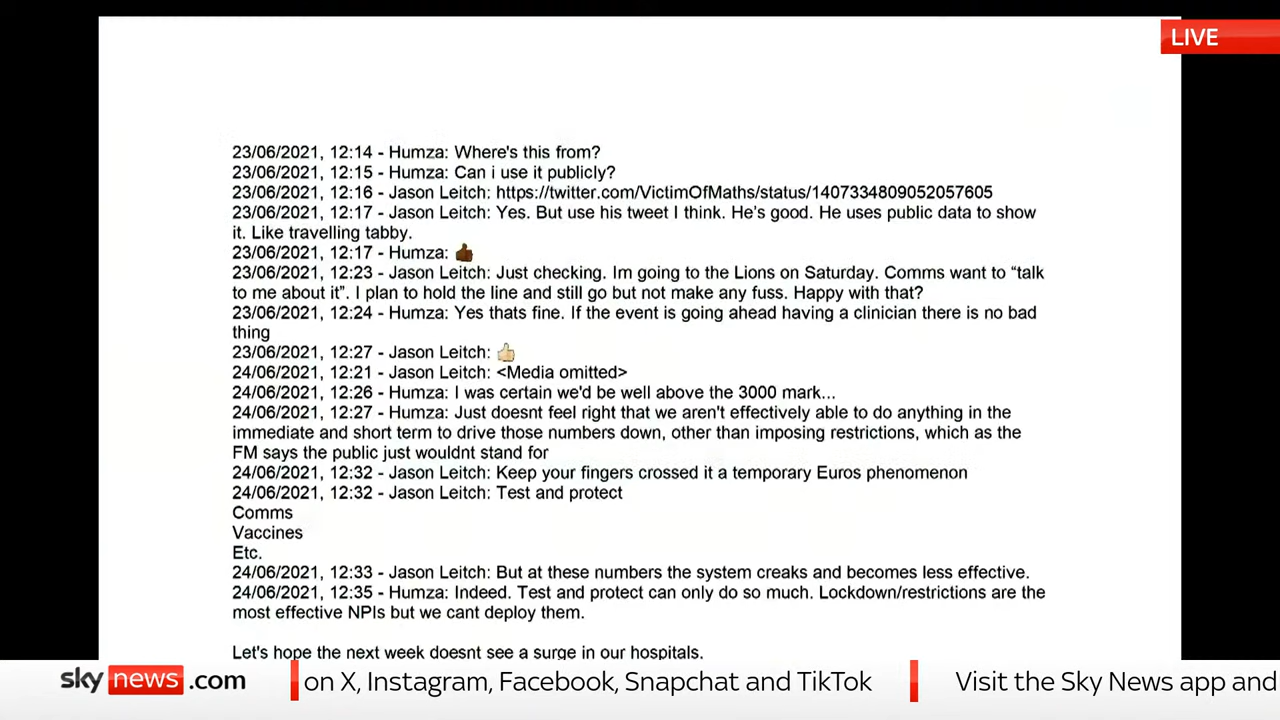 LIVE
23/06/2021, 12:14 - Humza: Where's this from?
23/06/2021, 12:15 - Humza: Can i use it publicly?
23/06/2021, 12:16 - Jason Leitch: https://twitter.com/VictimOfMaths/status/1407334809052057605
23/06/2021, 12:17 - Jason Leitch: Yes. But use his tweet I think. He's good. He uses public data to show
it. Like travelling tabby.
23/06/2021, 12:17 - Humza: 👍🏾
23/06/2021, 12:23 - Jason Leitch: Just checking. Im going to the Lions on Saturday. Comms want to “talk
to me about it”. I plan to hold the line and still go but not make any fuss. Happy with that?
23/06/2021, 12:24 - Humza: Yes thats fine. If the event is going ahead having a clinician there is no bad
thing
23/06/2021, 12:27 - Jason Leitch: 👍🏻
24/06/2021, 12:21 - Jason Leitch: <Media omitted>
24/06/2021, 12:26 - Humza: I was certain we'd be well above the 3000 mark...
24/06/2021, 12:27 - Humza: Just doesnt feel right that we aren't effectively able to do anything in the
immediate and short term to drive those numbers down, other than imposing restrictions, which as the
FM says the public just wouldnt stand for
24/06/2021, 12:32 - Jason Leitch: Keep your fingers crossed it a temporary Euros phenomenon
24/06/2021, 12:32 - Jason Leitch: Test and protect
Comms
Vaccines
Etc.
24/06/2021, 12:33 - Jason Leitch: But at these numbers the system creaks and becomes less effective.
24/06/2021, 12:35 - Humza: Indeed. Test and protect can only do so much. Lockdown/restrictions are the
most effective NPIs but we cant deploy them.
Let's hope the next week doesnt see a surge in our hospitals.
sky news .com on X, Instagram, Facebook, Snapchat and TikTok Visit the Sky News app and